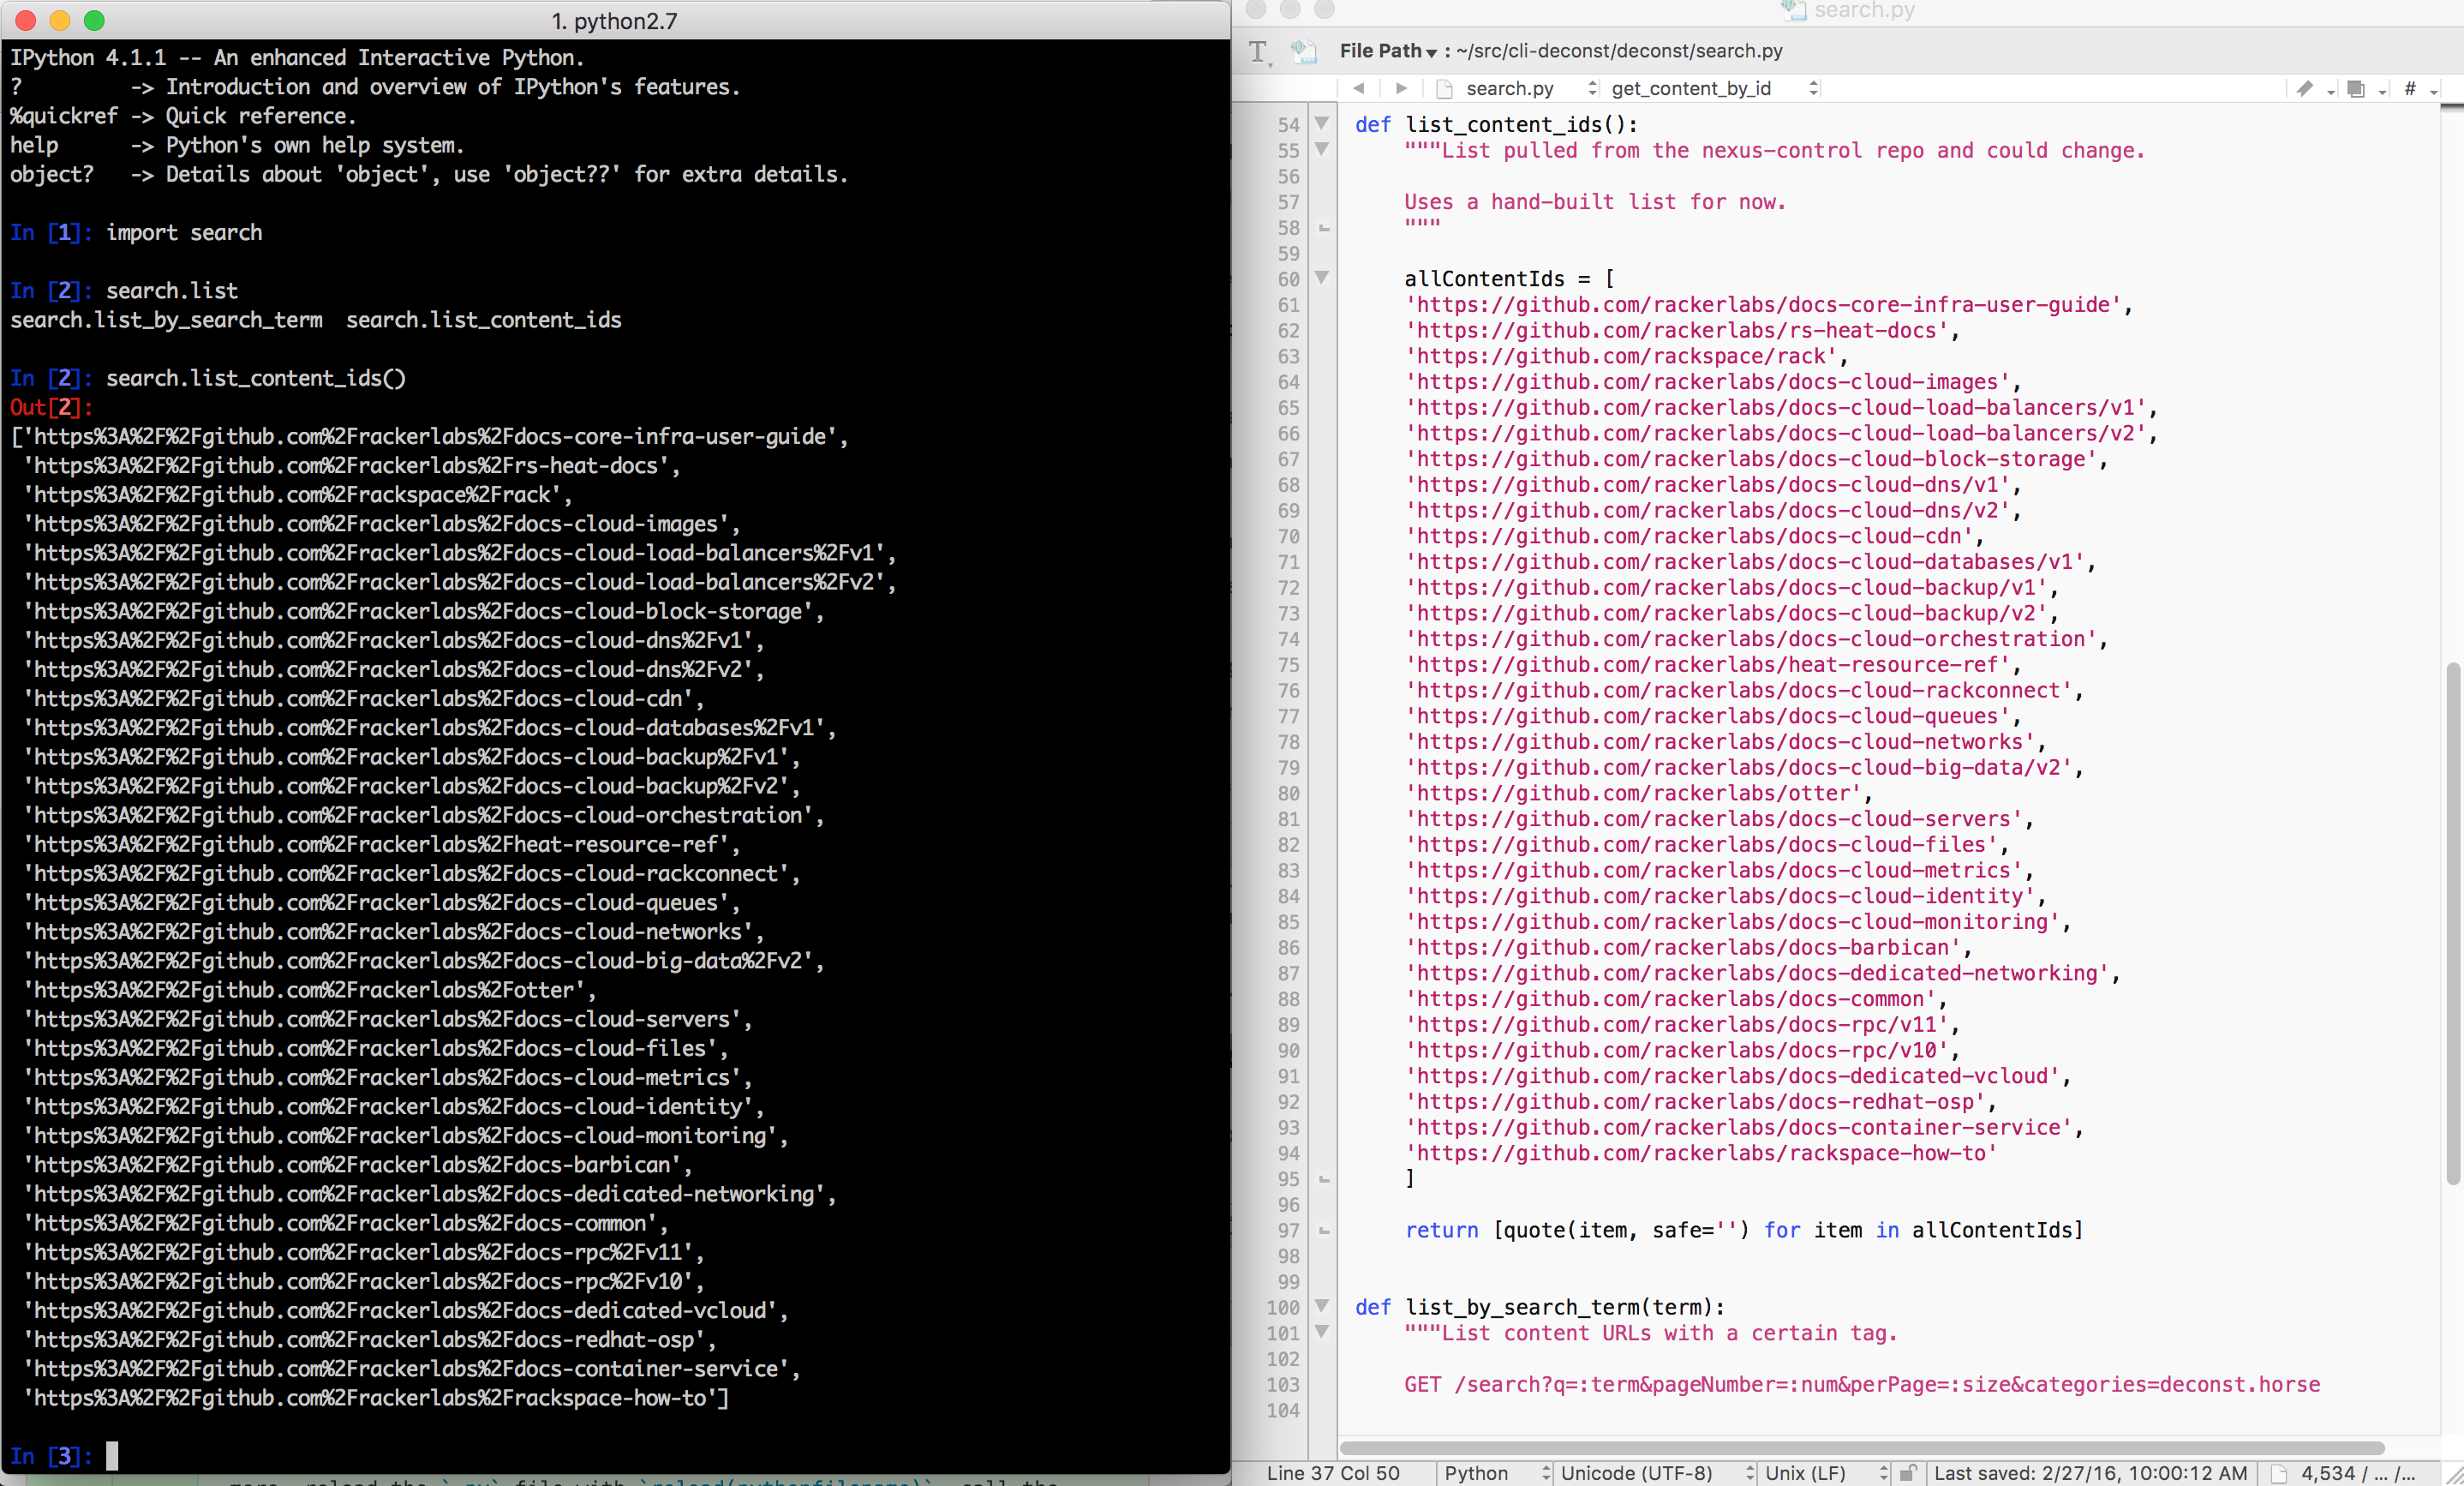 1. python2.7
IPython 4.1.1 -- An enhanced Interactive Python.
?         -> Introduction and overview of IPython's features.
%quickref -> Quick reference.
help      -> Python's own help system.
object?   -> Details about 'object', use 'object??' for extra details.
In [1]: import search
In [2]: search.list
search.list_by_search_term  search.list_content_ids
In [2]: search.list_content_ids()
Out[2]:
['https%3A%2F%2Fgithub.com%2Frackerlabs%2Fdocs-core-infra-user-guide',
 'https%3A%2F%2Fgithub.com%2Frackerlabs%2Frs-heat-docs',
 'https%3A%2F%2Fgithub.com%2Frackspace%2Frack',
 'https%3A%2F%2Fgithub.com%2Frackerlabs%2Fdocs-cloud-images',
 'https%3A%2F%2Fgithub.com%2Frackerlabs%2Fdocs-cloud-load-balancers%2Fv1',
 'https%3A%2F%2Fgithub.com%2Frackerlabs%2Fdocs-cloud-load-balancers%2Fv2',
 'https%3A%2F%2Fgithub.com%2Frackerlabs%2Fdocs-cloud-block-storage',
 'https%3A%2F%2Fgithub.com%2Frackerlabs%2Fdocs-cloud-dns%2Fv1',
 'https%3A%2F%2Fgithub.com%2Frackerlabs%2Fdocs-cloud-dns%2Fv2',
 'https%3A%2F%2Fgithub.com%2Frackerlabs%2Fdocs-cloud-cdn',
 'https%3A%2F%2Fgithub.com%2Frackerlabs%2Fdocs-cloud-databases%2Fv1',
 'https%3A%2F%2Fgithub.com%2Frackerlabs%2Fdocs-cloud-backup%2Fv1',
 'https%3A%2F%2Fgithub.com%2Frackerlabs%2Fdocs-cloud-backup%2Fv2',
 'https%3A%2F%2Fgithub.com%2Frackerlabs%2Fdocs-cloud-orchestration',
 'https%3A%2F%2Fgithub.com%2Frackerlabs%2Fheat-resource-ref',
 'https%3A%2F%2Fgithub.com%2Frackerlabs%2Fdocs-cloud-rackconnect',
 'https%3A%2F%2Fgithub.com%2Frackerlabs%2Fdocs-cloud-queues',
 'https%3A%2F%2Fgithub.com%2Frackerlabs%2Fdocs-cloud-networks',
 'https%3A%2F%2Fgithub.com%2Frackerlabs%2Fdocs-cloud-big-data%2Fv2',
 'https%3A%2F%2Fgithub.com%2Frackerlabs%2Fotter',
 'https%3A%2F%2Fgithub.com%2Frackerlabs%2Fdocs-cloud-servers',
 'https%3A%2F%2Fgithub.com%2Frackerlabs%2Fdocs-cloud-files',
 'https%3A%2F%2Fgithub.com%2Frackerlabs%2Fdocs-cloud-metrics',
 'https%3A%2F%2Fgithub.com%2Frackerlabs%2Fdocs-cloud-identity',
 'https%3A%2F%2Fgithub.com%2Frackerlabs%2Fdocs-cloud-monitoring',
 'https%3A%2F%2Fgithub.com%2Frackerlabs%2Fdocs-barbican',
 'https%3A%2F%2Fgithub.com%2Frackerlabs%2Fdocs-dedicated-networking',
 'https%3A%2F%2Fgithub.com%2Frackerlabs%2Fdocs-common',
 'https%3A%2F%2Fgithub.com%2Frackerlabs%2Fdocs-rpc%2Fv11',
 'https%3A%2F%2Fgithub.com%2Frackerlabs%2Fdocs-rpc%2Fv10',
 'https%3A%2F%2Fgithub.com%2Frackerlabs%2Fdocs-dedicated-vcloud',
 'https%3A%2F%2Fgithub.com%2Frackerlabs%2Fdocs-redhat-osp',
 'https%3A%2F%2Fgithub.com%2Frackerlabs%2Fdocs-container-service',
 'https%3A%2F%2Fgithub.com%2Frackerlabs%2Frackspace-how-to']
In [3]:
search.py
File Path : ~/src/cli-deconst/deconst/search.py
search.py get_content_by_id #
54 def list_content_ids():
55     """List pulled from the nexus-control repo and could change.
56
57     Uses a hand-built list for now.
58     """
59
60     allContentIds = [
61     'https://github.com/rackerlabs/docs-core-infra-user-guide',
62     'https://github.com/rackerlabs/rs-heat-docs',
63     'https://github.com/rackspace/rack',
64     'https://github.com/rackerlabs/docs-cloud-images',
65     'https://github.com/rackerlabs/docs-cloud-load-balancers/v1',
66     'https://github.com/rackerlabs/docs-cloud-load-balancers/v2',
67     'https://github.com/rackerlabs/docs-cloud-block-storage',
68     'https://github.com/rackerlabs/docs-cloud-dns/v1',
69     'https://github.com/rackerlabs/docs-cloud-dns/v2',
70     'https://github.com/rackerlabs/docs-cloud-cdn',
71     'https://github.com/rackerlabs/docs-cloud-databases/v1',
72     'https://github.com/rackerlabs/docs-cloud-backup/v1',
73     'https://github.com/rackerlabs/docs-cloud-backup/v2',
74     'https://github.com/rackerlabs/docs-cloud-orchestration',
75     'https://github.com/rackerlabs/heat-resource-ref',
76     'https://github.com/rackerlabs/docs-cloud-rackconnect',
77     'https://github.com/rackerlabs/docs-cloud-queues',
78     'https://github.com/rackerlabs/docs-cloud-networks',
79     'https://github.com/rackerlabs/docs-cloud-big-data/v2',
80     'https://github.com/rackerlabs/otter',
81     'https://github.com/rackerlabs/docs-cloud-servers',
82     'https://github.com/rackerlabs/docs-cloud-files',
83     'https://github.com/rackerlabs/docs-cloud-metrics',
84     'https://github.com/rackerlabs/docs-cloud-identity',
85     'https://github.com/rackerlabs/docs-cloud-monitoring',
86     'https://github.com/rackerlabs/docs-barbican',
87     'https://github.com/rackerlabs/docs-dedicated-networking',
88     'https://github.com/rackerlabs/docs-common',
89     'https://github.com/rackerlabs/docs-rpc/v11',
90     'https://github.com/rackerlabs/docs-rpc/v10',
91     'https://github.com/rackerlabs/docs-dedicated-vcloud',
92     'https://github.com/rackerlabs/docs-redhat-osp',
93     'https://github.com/rackerlabs/docs-container-service',
94     'https://github.com/rackerlabs/rackspace-how-to'
95     ]
96
97     return [quote(item, safe='') for item in allContentIds]
98
99
100 def list_by_search_term(term):
101     """List content URLs with a certain tag.
102
103     GET /search?q=:term&pageNumber=:num&perPage=:size&categories=deconst.horse
104
Line 37 Col 50 Python Unicode (UTF-8) Unix (LF) Last saved: 2/27/16, 10:00:12 AM 4,534 / ... /...